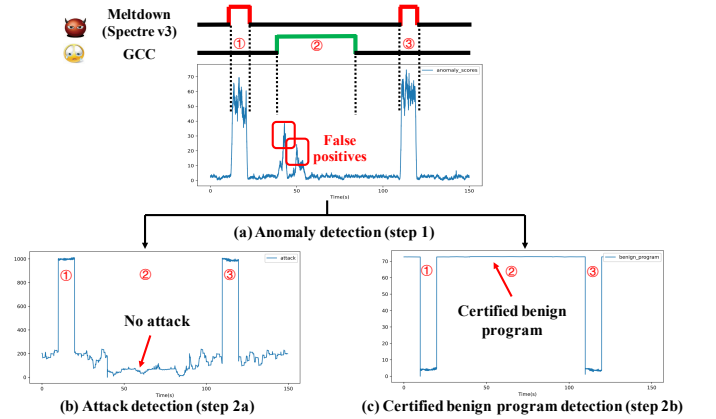 Meltdown
(Spectre v3)
GCC
①
②
③
anomaly_scores
70
60
50
40
30
20
10
0
False
positives
0
50
100
150
Time(s)
(a) Anomaly detection (step 1)
attack
1000
800
600
400
200
0
①
②
③
No attack
0
50
100
150
Time(s)
(b) Attack detection (step 2a)
benign_program
70
60
50
40
30
20
10
0
①
②
③
Certified benign
program
0
50
100
150
Time(s)
(c) Certified benign program detection (step 2b)